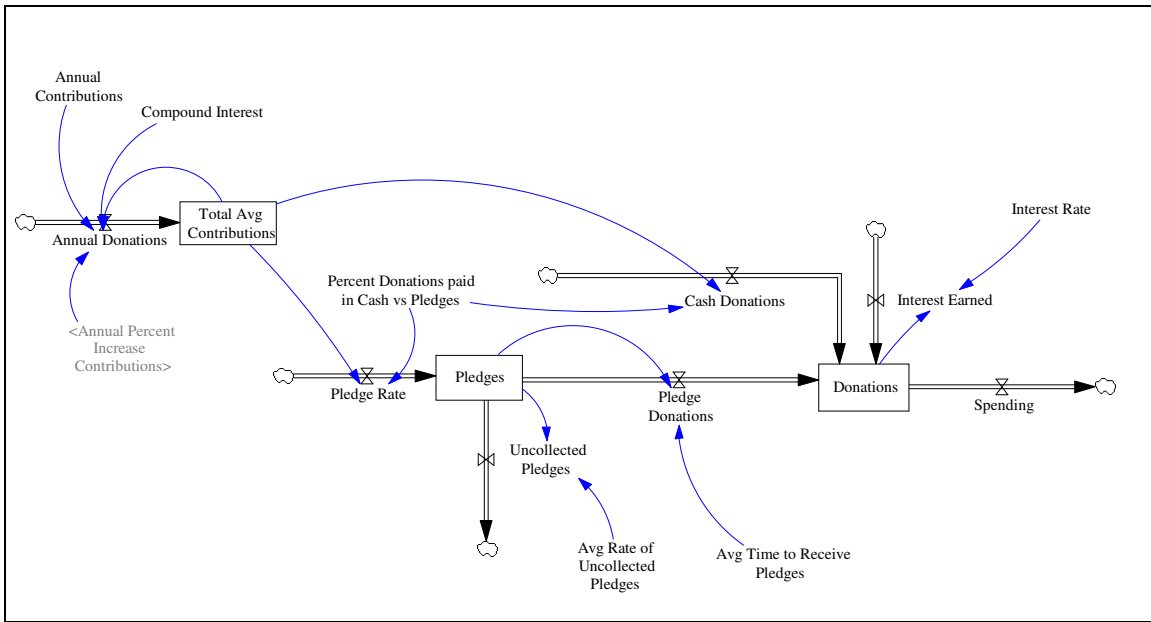 Annual
Contributions
Compound Interest
Total Avg
Contributions
Annual Donations
Interest Rate
Percent Donations paid
in Cash vs Pledges
Cash Donations
Interest Earned
<Annual Percent
Increase
Contributions>
Pledges
Pledge Rate
Pledge
Donations
Donations
Spending
Uncollected
Pledges
Avg Rate of
Uncollected
Pledges
Avg Time to Receive
Pledges